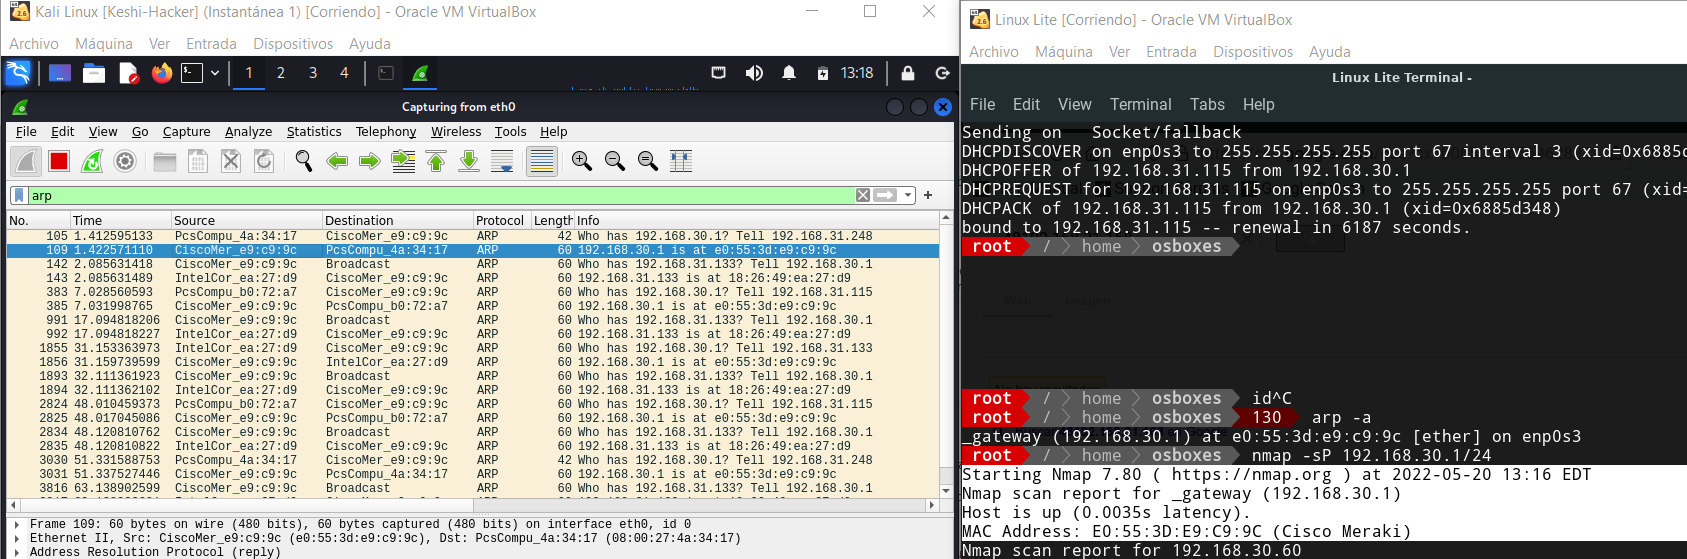 Kali Linux [Keshi-Hacker] (Instantánea 1) [Corriendo] - Oracle VM VirtualBox
Archivo Máquina Ver Entrada Dispositivos Ayuda
1 2 3 4 13:18
Capturing from eth0
File Edit View Go Capture Analyze Statistics Telephony Wireless Tools Help
arp
No. Time Source Destination Protocol Length Info
105 1.412595133 PcsCompu_4a:34:17 CiscoMer_e9:c9:9c ARP 42 Who has 192.168.30.1? Tell 192.168.31.248
109 1.422571110 CiscoMer_e9:c9:9c PcsCompu_4a:34:17 ARP 60 192.168.30.1 is at e0:55:3d:e9:c9:9c
142 2.085631418 CiscoMer_e9:c9:9c Broadcast ARP 60 Who has 192.168.31.133? Tell 192.168.30.1
143 2.085631489 IntelCor_ea:27:d9 CiscoMer_e9:c9:9c ARP 60 192.168.31.133 is at 18:26:49:ea:27:d9
383 7.028560593 PcsCompu_b0:72:a7 CiscoMer_e9:c9:9c ARP 60 Who has 192.168.30.1? Tell 192.168.31.115
385 7.031998765 CiscoMer_e9:c9:9c PcsCompu_b0:72:a7 ARP 60 192.168.30.1 is at e0:55:3d:e9:c9:9c
991 17.094818206 CiscoMer_e9:c9:9c Broadcast ARP 60 Who has 192.168.31.133? Tell 192.168.30.1
992 17.094818227 IntelCor_ea:27:d9 CiscoMer_e9:c9:9c ARP 60 192.168.31.133 is at 18:26:49:ea:27:d9
1855 31.153363973 IntelCor_ea:27:d9 CiscoMer_e9:c9:9c ARP 60 Who has 192.168.30.1? Tell 192.168.31.133
1856 31.159739599 CiscoMer_e9:c9:9c IntelCor_ea:27:d9 ARP 60 192.168.30.1 is at e0:55:3d:e9:c9:9c
1893 32.111361923 CiscoMer_e9:c9:9c Broadcast ARP 60 Who has 192.168.31.133? Tell 192.168.30.1
1894 32.111362102 IntelCor_ea:27:d9 CiscoMer_e9:c9:9c ARP 60 192.168.31.133 is at 18:26:49:ea:27:d9
2824 48.010459373 PcsCompu_b0:72:a7 CiscoMer_e9:c9:9c ARP 60 Who has 192.168.30.1? Tell 192.168.31.115
2825 48.017045086 CiscoMer_e9:c9:9c PcsCompu_b0:72:a7 ARP 60 192.168.30.1 is at e0:55:3d:e9:c9:9c
2834 48.120810762 CiscoMer_e9:c9:9c Broadcast ARP 60 Who has 192.168.31.133? Tell 192.168.30.1
2835 48.120810822 IntelCor_ea:27:d9 CiscoMer_e9:c9:9c ARP 60 192.168.31.133 is at 18:26:49:ea:27:d9
2960 51.331588753 PcsCompu_4a:34:17 CiscoMer_e9:c9:9c ARP 42 Who has 192.168.30.1? Tell 192.168.31.248
3031 51.337527446 CiscoMer_e9:c9:9c PcsCompu_4a:34:17 ARP 60 192.168.30.1 is at e0:55:3d:e9:c9:9c
3816 63.138902599 CiscoMer_e9:c9:9c Broadcast ARP 60 Who has 192.168.31.133? Tell 192.168.30.1
Frame 109: 60 bytes on wire (480 bits), 60 bytes captured (480 bits) on interface eth0, id 0
Ethernet II, Src: CiscoMer_e9:c9:9c (e0:55:3d:e9:c9:9c), Dst: PcsCompu_4a:34:17 (08:00:27:4a:34:17)
Address Resolution Protocol (reply)
Linux Lite [Corriendo] - Oracle VM VirtualBox
Archivo Máquina Ver Entrada Dispositivos Ayuda
Linux Lite Terminal -
File Edit View Terminal Tabs Help
Sending on Socket/fallback
DHCPDISCOVER on enp0s3 to 255.255.255.255 port 67 interval 3 (xid=0x6885d
DHCPOFFER of 192.168.31.115 from 192.168.30.1
DHCPREQUEST for 192.168.31.115 on enp0s3 to 255.255.255.255 port 67 (xid=
DHCPACK of 192.168.31.115 from 192.168.30.1 (xid=0x6885d348)
bound to 192.168.31.115 -- renewal in 6187 seconds.
root / home osboxes
Web Imagen
root / home osboxes id^C
root / home osboxes 130 arp -a
_gateway (192.168.30.1) at e0:55:3d:e9:c9:9c [ether] on enp0s3
root / home osboxes nmap -sP 192.168.30.1/24
Starting Nmap 7.80 ( https://nmap.org ) at 2022-05-20 13:16 EDT
Nmap scan report for _gateway (192.168.30.1)
Host is up (0.0035s latency).
MAC Address: E0:55:3D:E9:C9:9C (Cisco Meraki)
Nmap scan report for 192.168.30.60